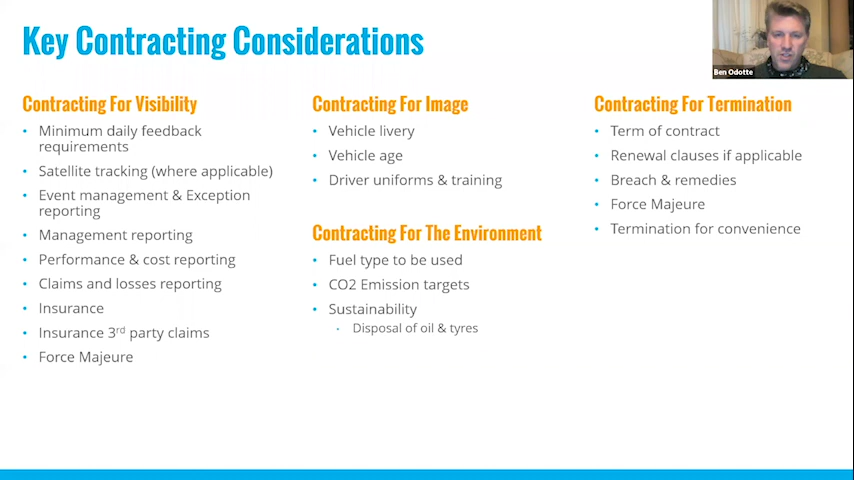 Key Contracting Considerations
Ben Odotte
Contracting For Visibility
• Minimum daily feedback
requirements
• Satellite tracking (where applicable)
• Event management & Exception
reporting
• Management reporting
• Performance & cost reporting
• Claims and losses reporting
• Insurance
• Insurance 3rd party claims
• Force Majeure
Contracting For Image
• Vehicle livery
• Vehicle age
• Driver uniforms & training
Contracting For The Environment
• Fuel type to be used
• CO2 Emission targets
• Sustainability
• Disposal of oil & tyres
Contracting For Termination
• Term of contract
• Renewal clauses if applicable
• Breach & remedies
• Force Majeure
• Termination for convenience